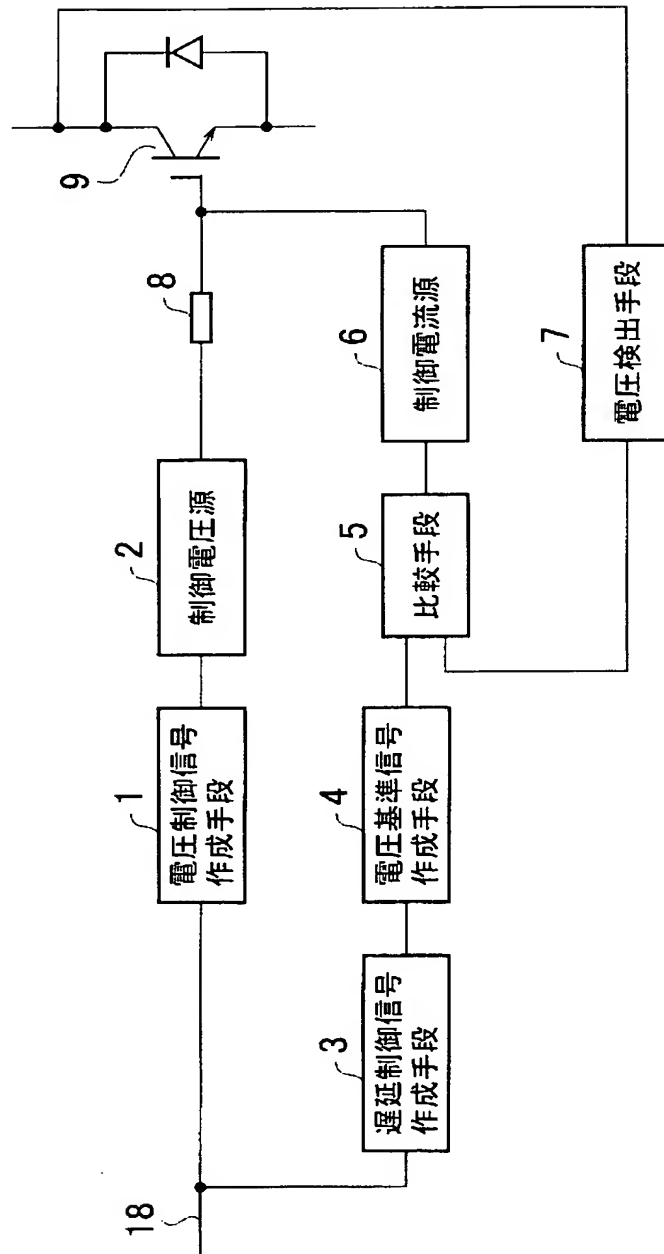 18
1
電圧制御信号
作成手段
2
制御電圧源
8
9
3
遅延制御信号
作成手段
4
電圧基準信号
作成手段
5
比較手段
6
制御電流源
7
電圧検出手段